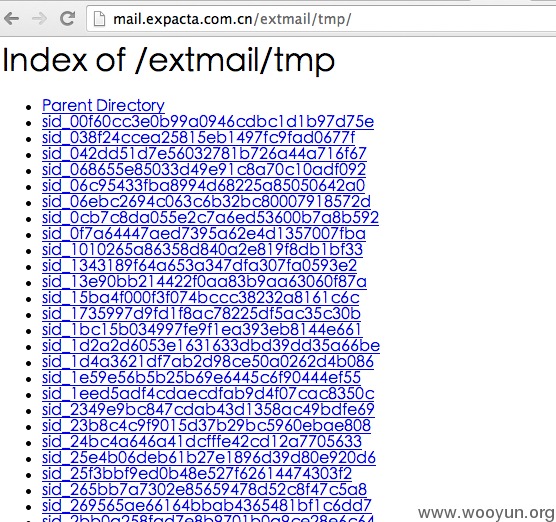 mail.expacta.com.cn/extmail/tmp/
Index of /extmail/tmp
Parent Directory
sid_00f60cc3e0b99a0946cdbc1d1b97d75e
sid_038f24ccea25815eb1497fc9fad0677f
sid_042dd51d7e56032781b726a44a716f67
sid_068655e85033d49e91c8a70c10adf092
sid_06c95433fba8994d68225a85050642a0
sid_06ebc2694c063c6b32bc80007918572d
sid_0cb7c8da055e2c7a6ed53600b7a8b592
sid_0f7a64447aed7395a62e4d1357007fba
sid_1010265a86358d840a2e819f8db1bf33
sid_1343189f64a653a347dfa307fa0593e2
sid_13e90bb214422f0aa83b9aa63060f87a
sid_15ba4f000f3f074bccc38232a8161c6c
sid_1735997d9fd1f8ac78225df5ac35c30b
sid_1bc15b034997fe9f1ea393eb8144e661
sid_1d2a2d6053e1631633dbd39dd35a66be
sid_1d4a3621df7ab2d98ce50a0262d4b086
sid_1e59e56b5b25b69e6445c6f90444ef55
sid_1eed5adf4cdaecdfab9d4f07cac8350c
sid_2349e9bc847cdab43d1358ac49bdfe69
sid_23b8c4c9f9015d37b29bc5960ebae808
sid_24bc4a646a41dcfffe42cd12a7705633
sid_25e4b06deb61b27e1896d39d80e920d6
sid_25f3bbf9ed0b48e527f62614474303f2
sid_265bb7a7302e85659478d52c8f47c5a8
sid_269565ae66164bbab4365481bf1c6dd7
www.wooyun.org